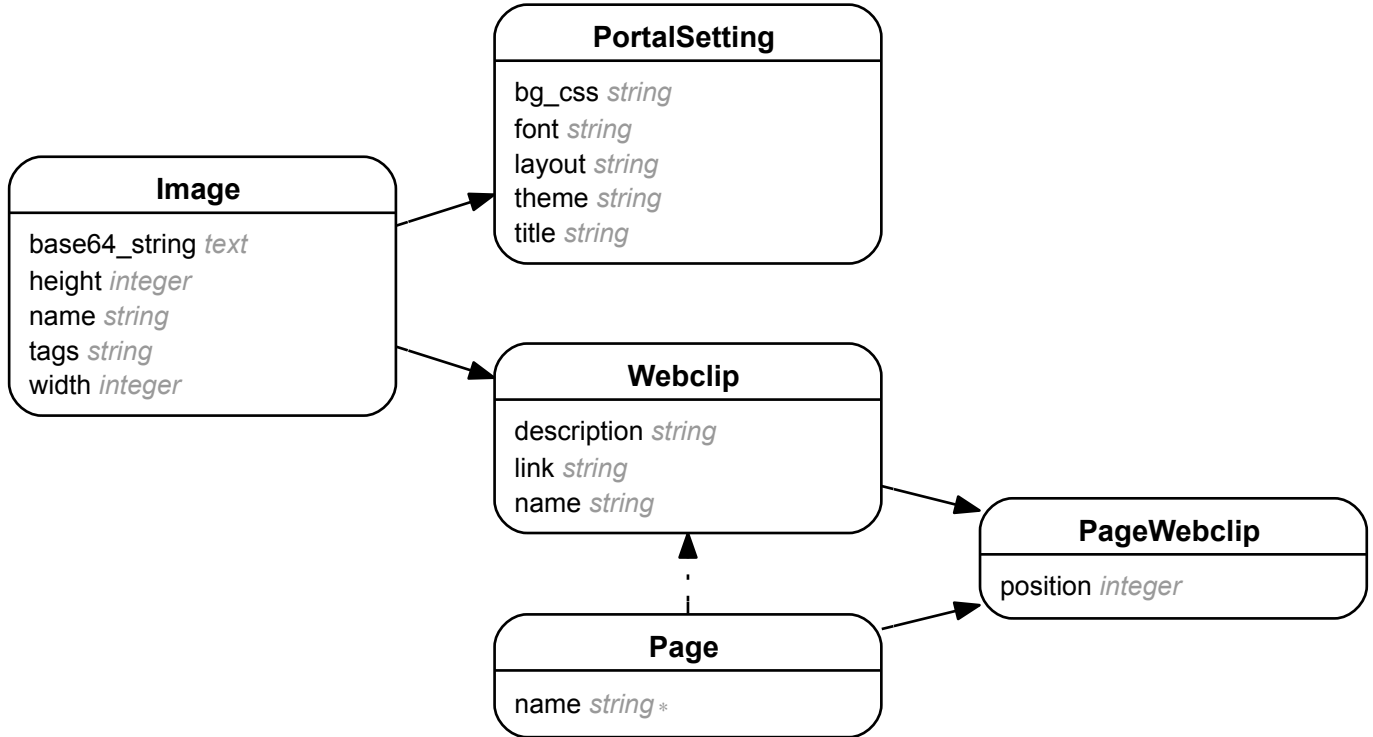 PortalSetting
bg_css string
font string
layout string
theme string
title string
Image
base64_string text
height integer
name string
tags string
width integer
Webclip
description string
link string
name string
PageWebclip
position integer
Page
name string *